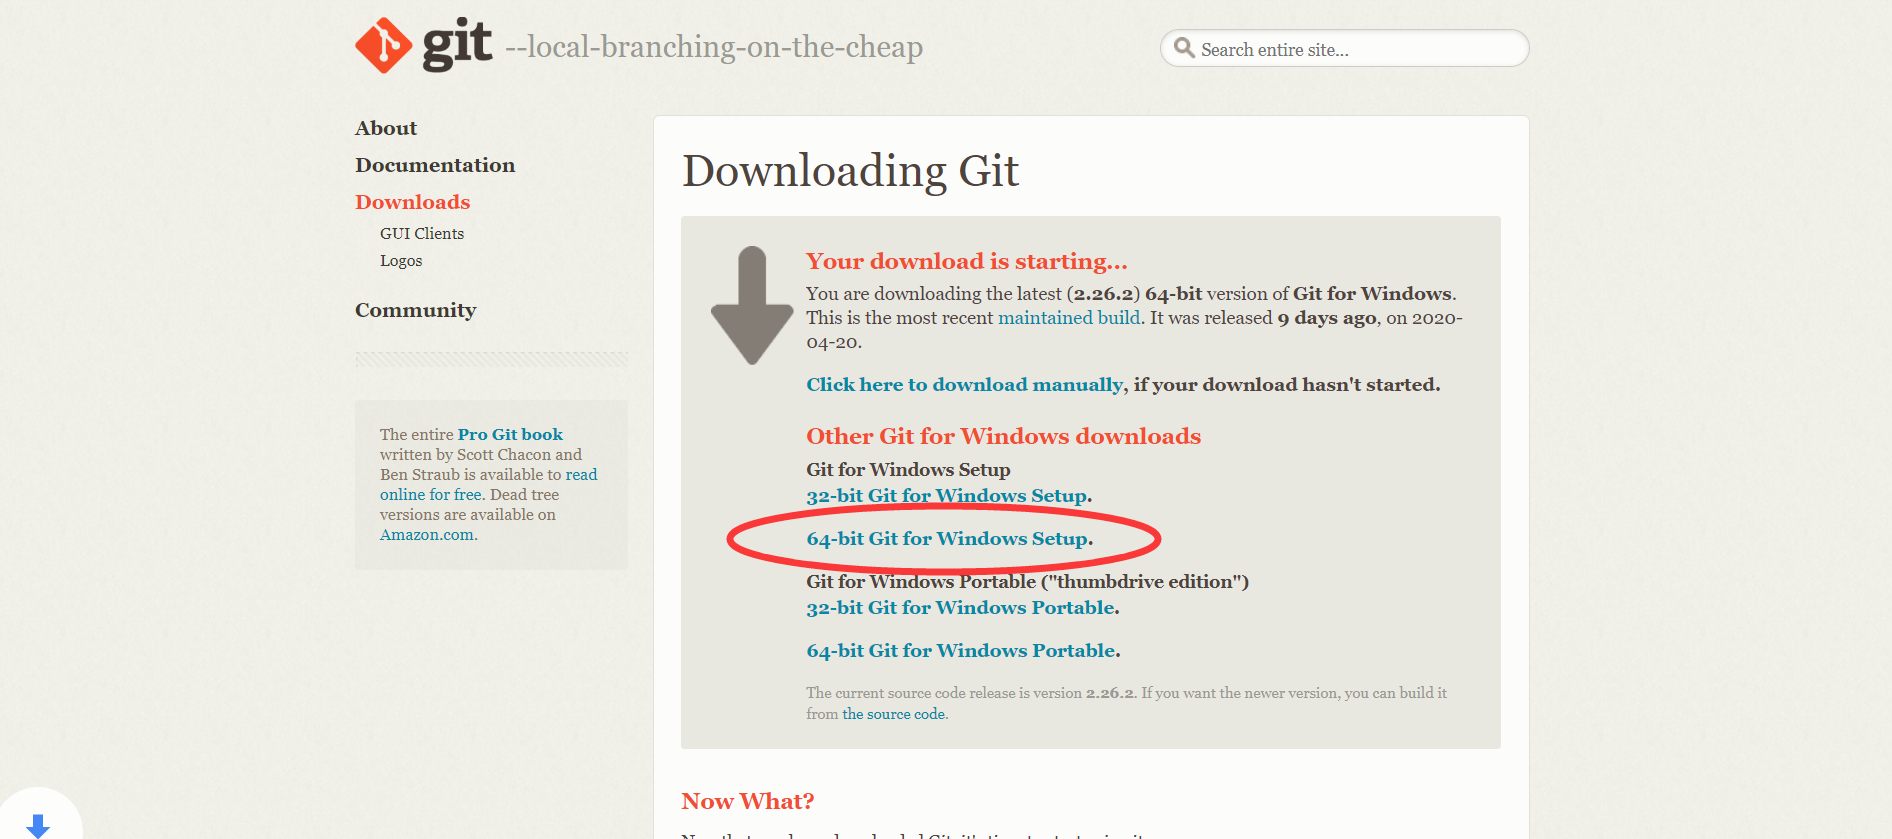 git --local-branching-on-the-cheap
Search entire site...
About
Documentation
Downloads
GUI Clients
Logos
Community
The entire Pro Git book
written by Scott Chacon and
Ben Straub is available to read
online for free. Dead tree
versions are available on
Amazon.com.
Downloading Git
Your download is starting...
You are downloading the latest (2.26.2) 64-bit version of Git for Windows.
This is the most recent maintained build. It was released 9 days ago, on 2020-
04-20.
Click here to download manually, if your download hasn't started.
Other Git for Windows downloads
Git for Windows Setup
32-bit Git for Windows Setup.
64-bit Git for Windows Setup.
Git for Windows Portable ("thumbdrive edition")
32-bit Git for Windows Portable.
64-bit Git for Windows Portable.
The current source code release is version 2.26.2. If you want the newer version, you can build it
from the source code.
Now What?